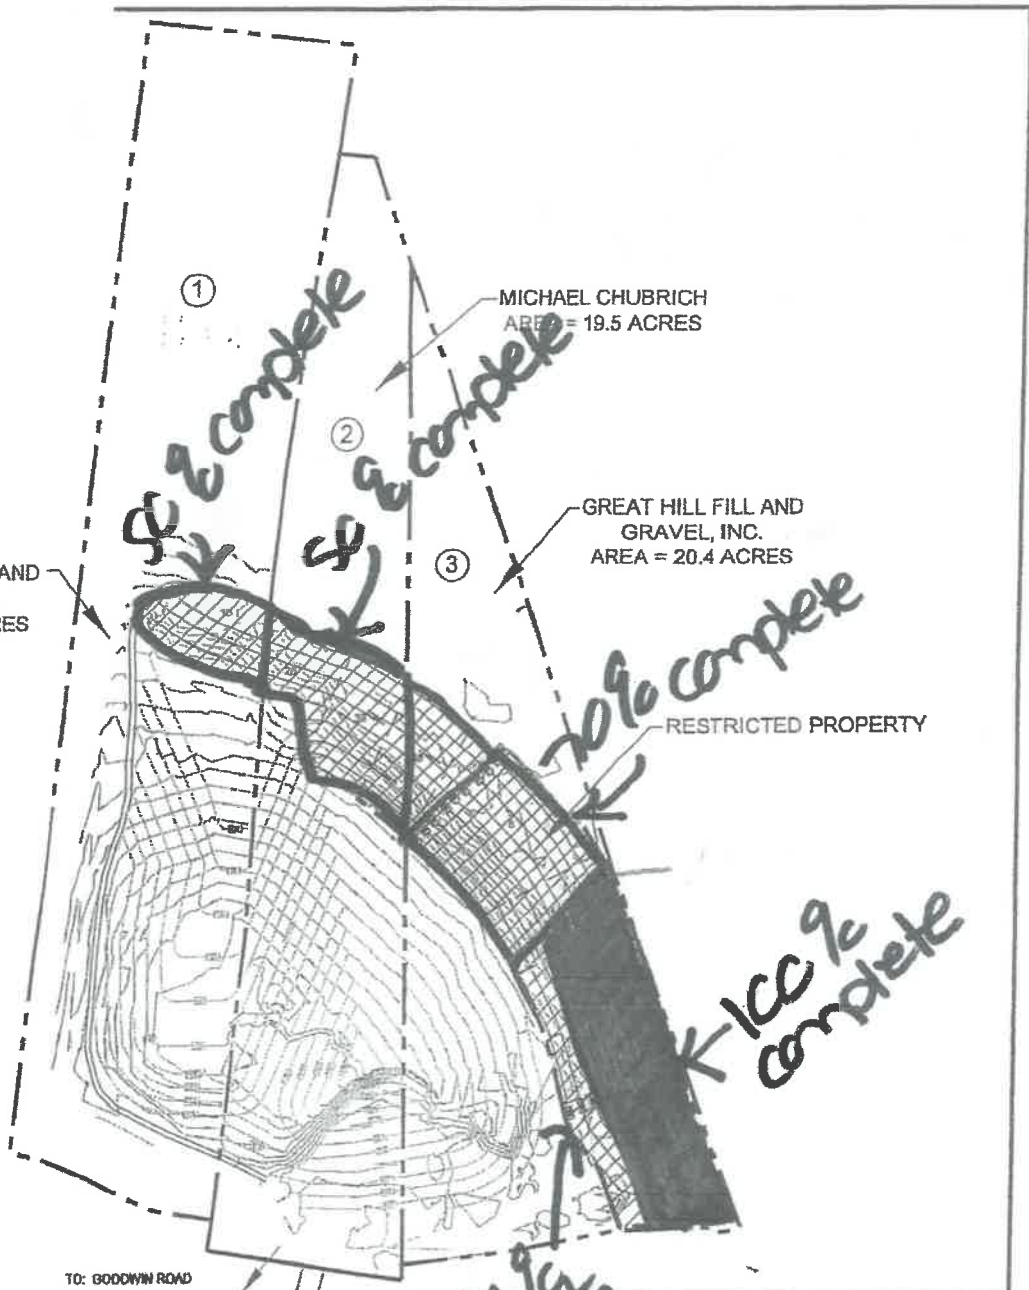 ①
MICHAEL CHUBRICH
AREA = 19.5 ACRES
% complete
②
% complete
GREAT HILL FILL AND
GRAVEL, INC.
AREA = 20.4 ACRES
③
AND
RES
70% complete
RESTRICTED PROPERTY
100 %
complete
TO: GOODWIN ROAD